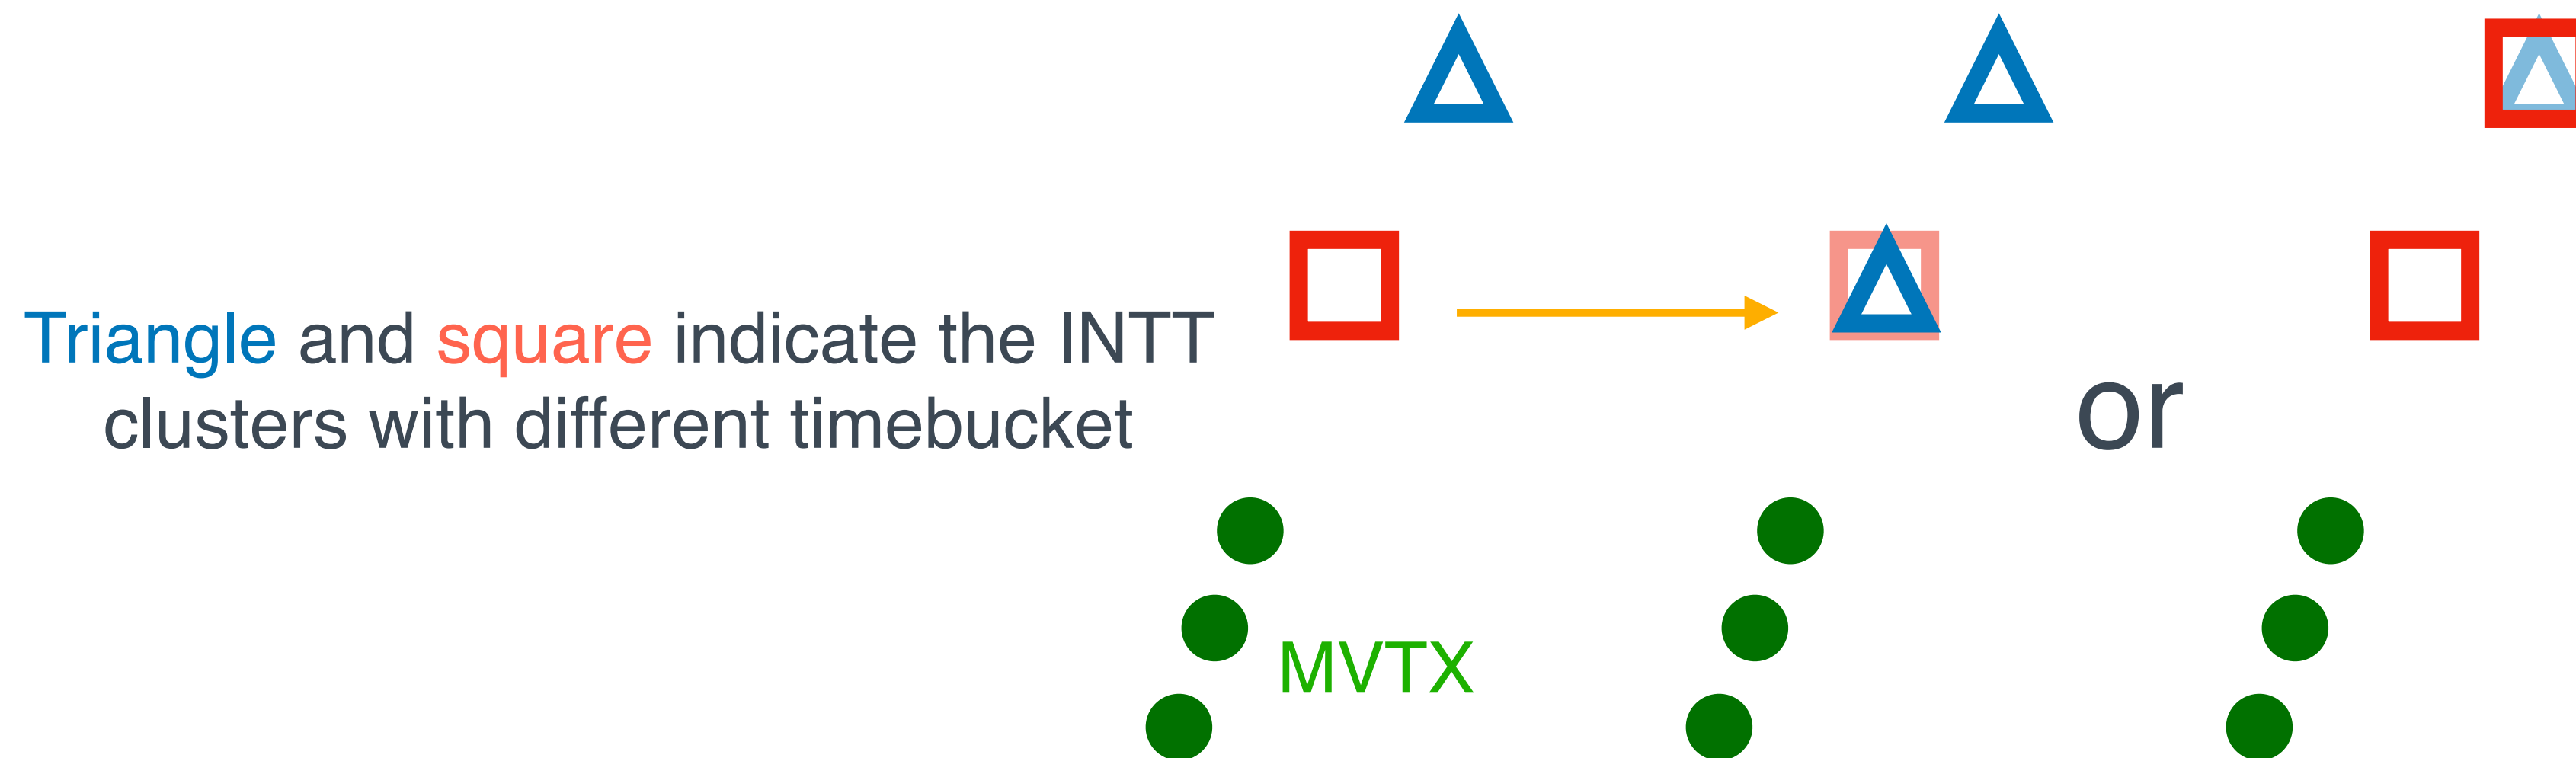 Triangle and square indicate the INTT
clusters with different timebucket
or
MVTX